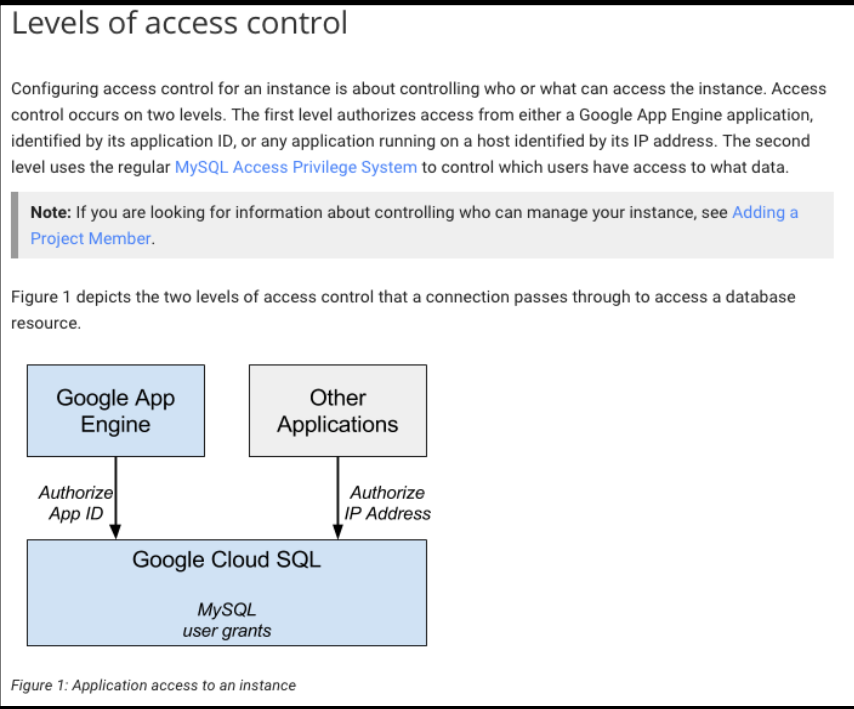 Levels of access control
Configuring access control for an instance is about controlling who or what can access the instance. Access
control occurs on two levels. The first level authorizes access from either a Google App Engine application,
identified by its application ID, or any application running on a host identified by its IP address. The second
level uses the regular MySQL Access Privilege System to control which users have access to what data.
Note: If you are looking for information about controlling who can manage your instance, see Adding a
Project Member.
Figure 1 depicts the two levels of access control that a connection passes through to access a database
resource.
Google App
Engine
Other
Applications
Authorize
App ID
Authorize
IP Address
Google Cloud SQL
MySQL
user grants
Figure 1: Application access to an instance